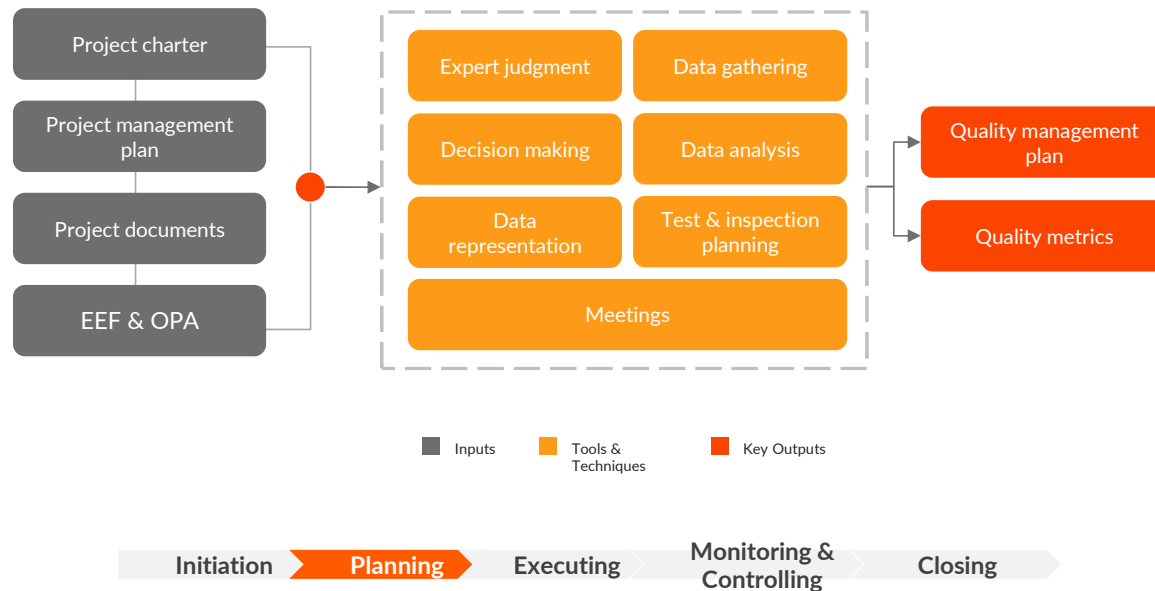 Project charter
Project management
plan
Project documents
EEF & OPA
Expert judgment
Data gathering
Decision making
Data analysis
Data
representation
Test & inspection
planning
Meetings
Quality management
plan
Quality metrics
Inputs
Tools &
Techniques
Key Outputs
Initiation
Planning
Executing
Monitoring &
Controlling
Closing